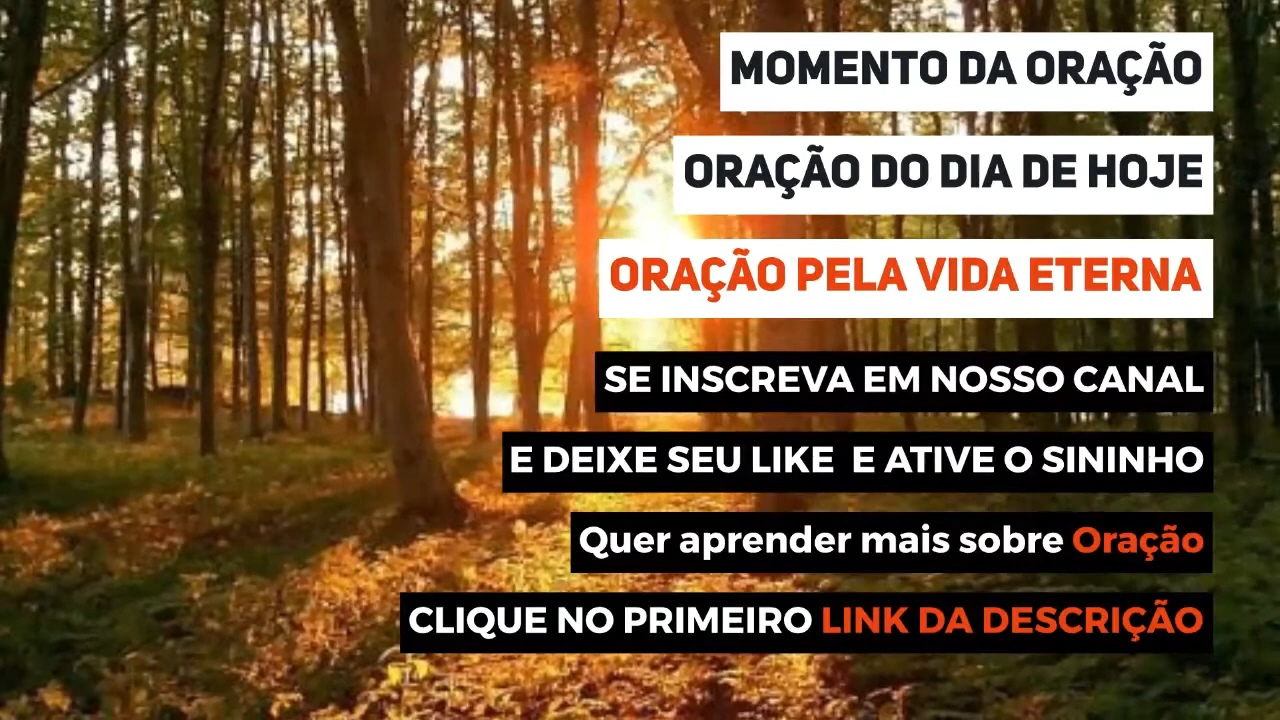 MOMENTO DA ORAÇÃO
ORAÇÃO DO DIA DE HOJE
ORAÇÃO PELA VIDA ETERNA
SE INSCREVA EM NOSSO CANAL
E DEIXE SEU LIKE E ATIVE O SININHO
Quer aprender mais sobre Oração
CLIQUE NO PRIMEIRO LINK DA DESCRIÇÃO